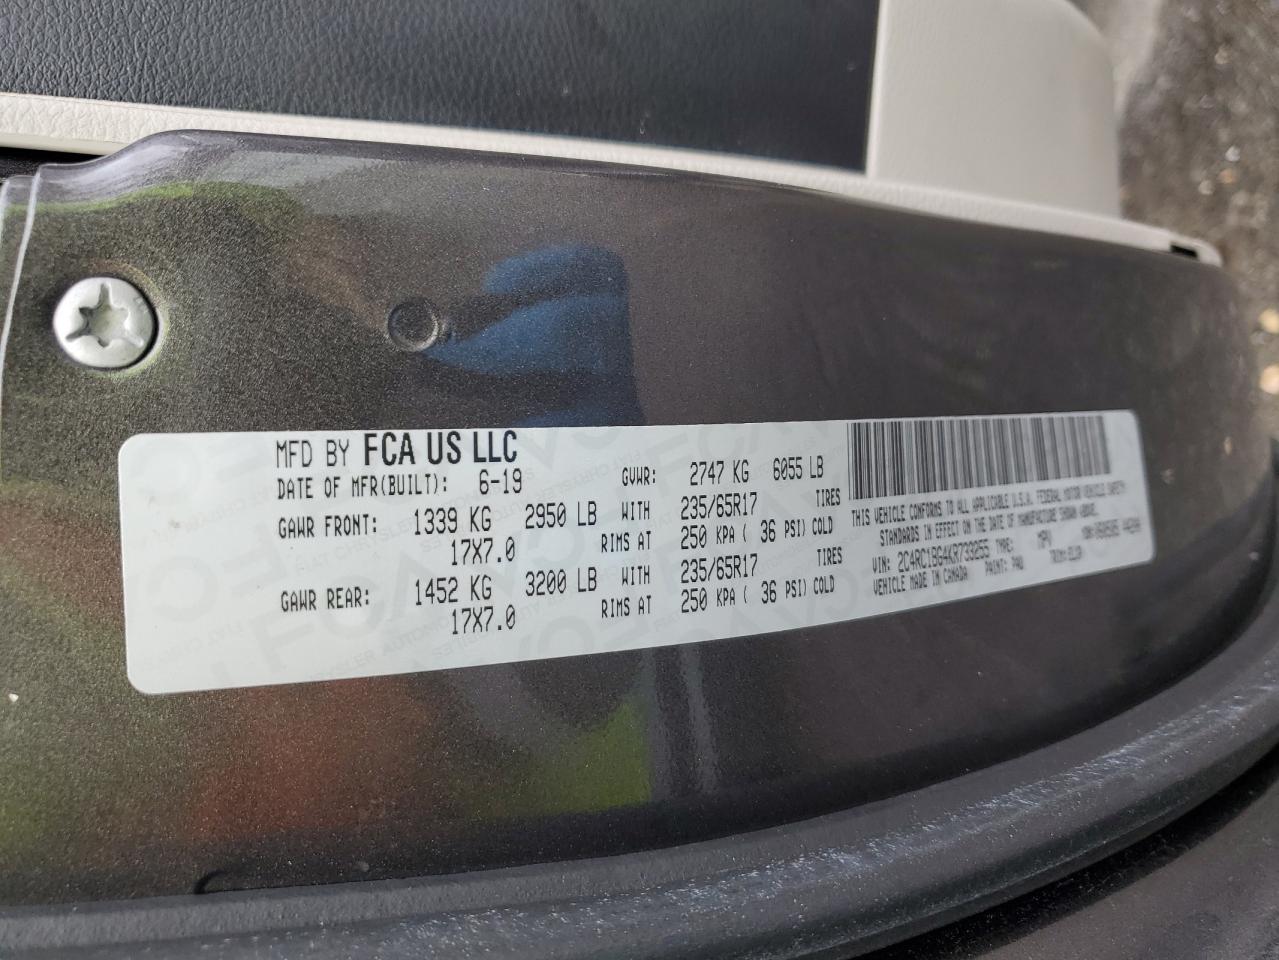 MFD BY FCA US LLC
DATE OF MFR(BUILT): 6-19 GVWR: 2747 KG 6055 LB
GAWR FRONT: 1339 KG 2950 LB WITH 235/65R17 TIRES
17X7.0 RIMS AT 250 KPA ( 36 PSI) COLD
GAWR REAR: 1452 KG 3200 LB WITH 235/65R17 TIRES
17X7.0 RIMS AT 250 KPA ( 36 PSI) COLD
THIS VEHICLE CONFORMS TO ALL APPLICABLE U.S.A. FEDERAL MOTOR VEHICLE SAFETY
STANDARDS IN EFFECT ON THE DATE OF MANUFACTURE SHOWN ABOVE.
VIN: 2C4RC1BG4KR739255 TYPE: MPV
VEHICLE MADE IN CANADA PAINT: PAU TRIM: